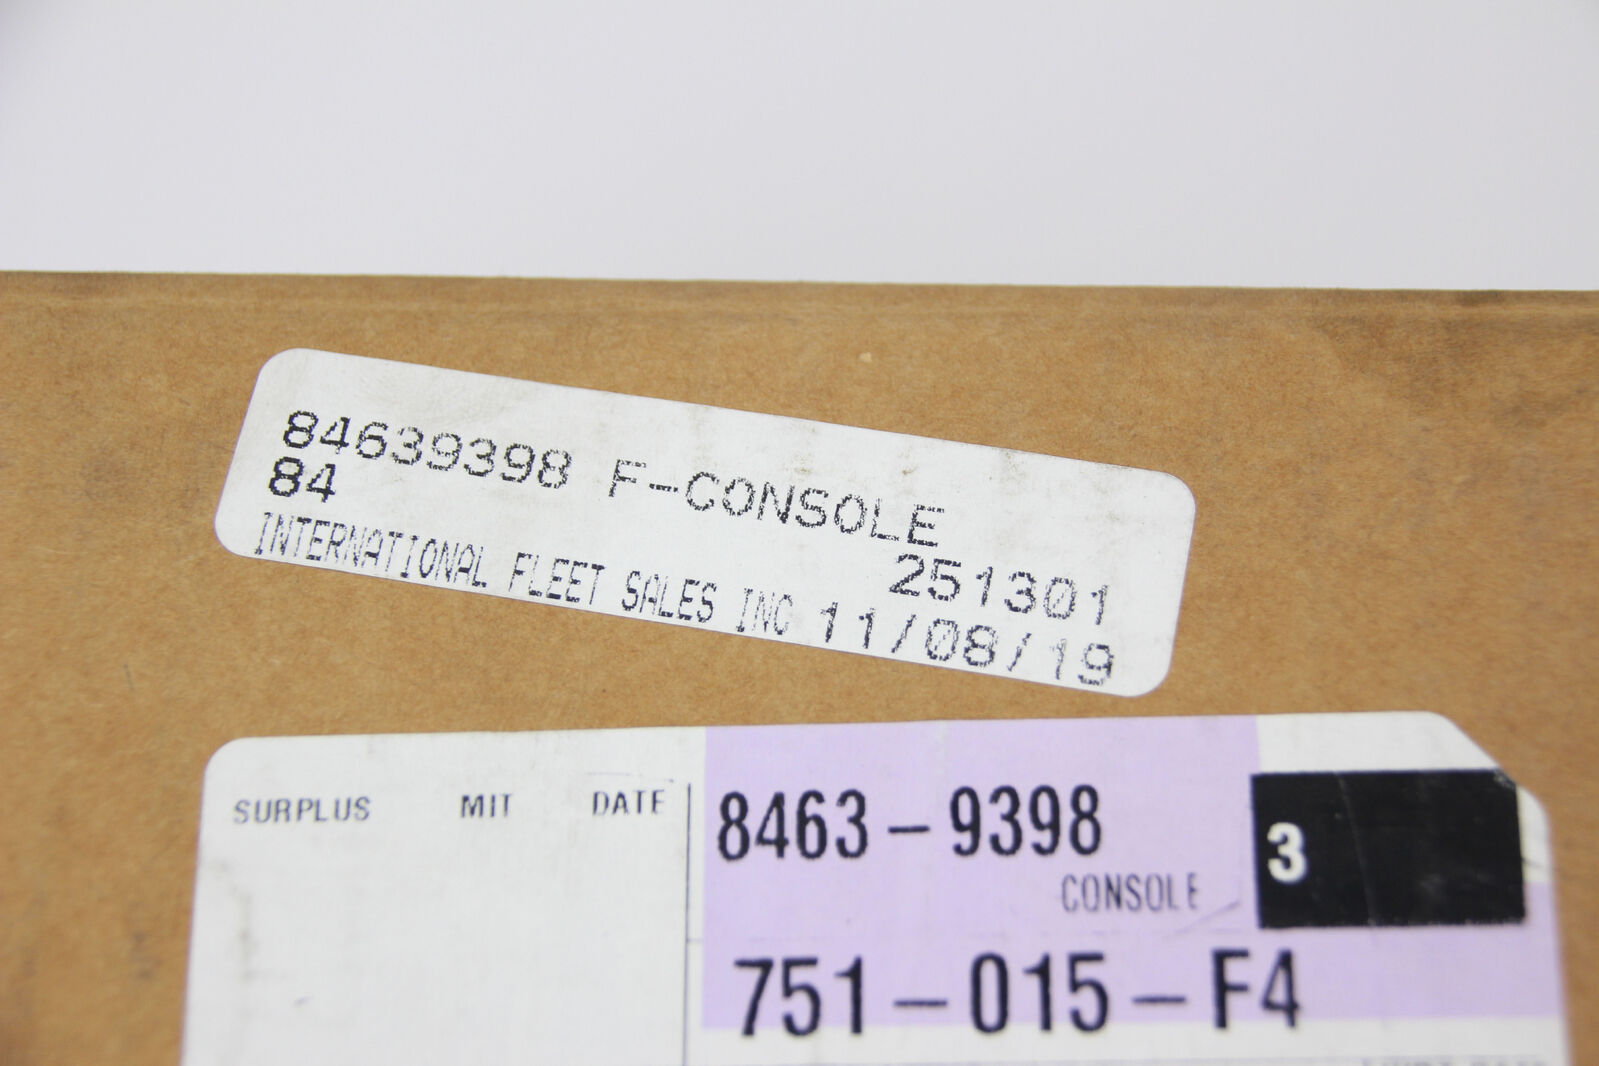 84639398 F-CONSOLE
84
251301
INTERNATIONAL FLEET SALES INC 11/08/19
SURPLUS MIT DATE
8463-9398
3
CONSOLE
751-015-F4